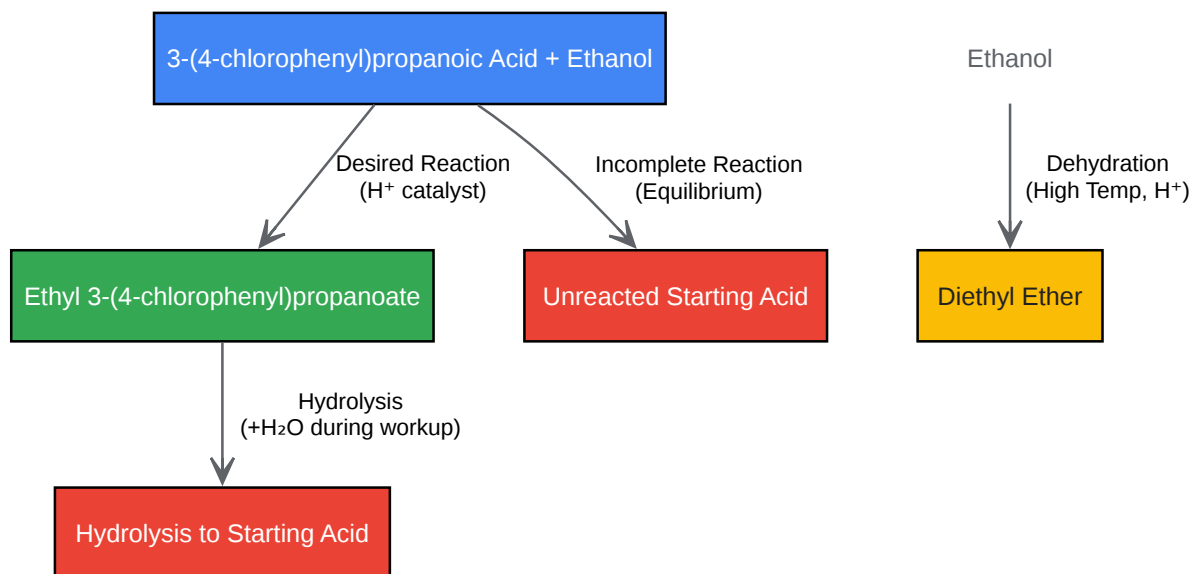 3-(4-chlorophenyl)propanoic Acid + Ethanol
Ethanol
Desired Reaction
(H⁺ catalyst)
Incomplete Reaction
(Equilibrium)
Dehydration
(High Temp, H⁺)
Ethyl 3-(4-chlorophenyl)propanoate
Unreacted Starting Acid
Diethyl Ether
Hydrolysis
(+H₂O during workup)
Hydrolysis to Starting Acid